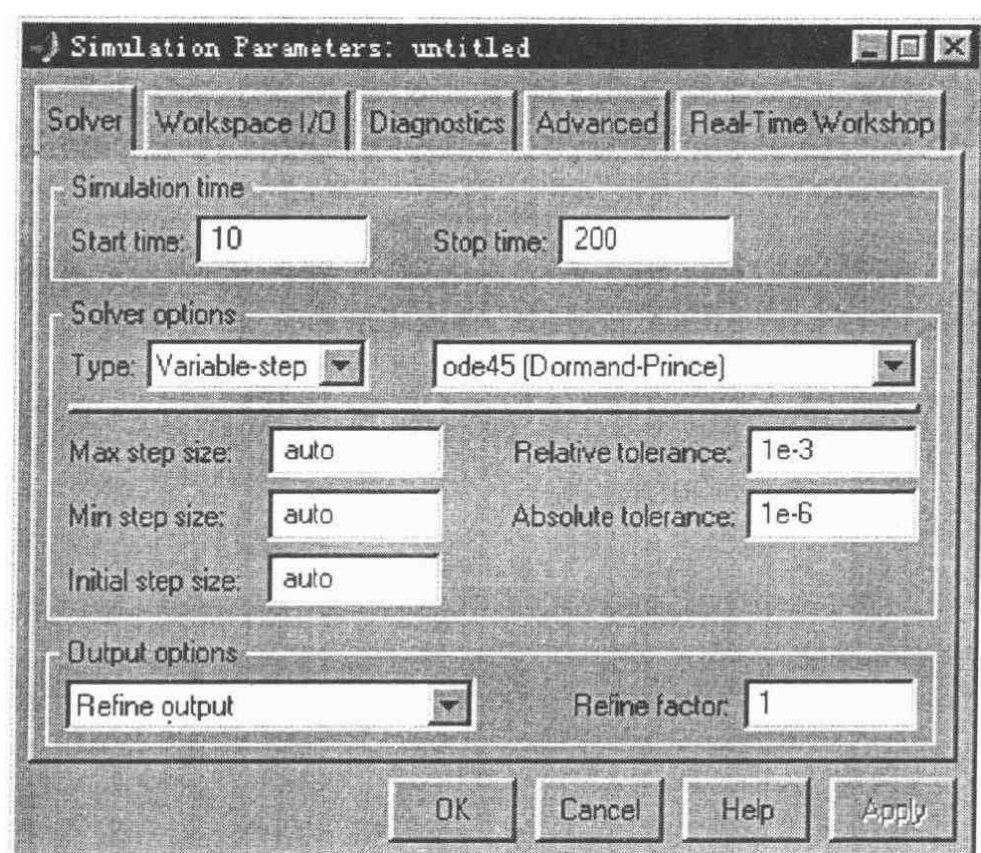 Simulation Parameters: untitled
Solver Workspace I/O Diagnostics Advanced Real-Time Workshop
Simulation time
Start time: 10 Stop time: 200
Solver options
Type: Variable-step ode45 (Dormand-Prince)
Max step size: auto Relative tolerance: 1e-3
Min step size: auto Absolute tolerance: 1e-6
Initial step size: auto
Output options
Refine output Refine factor: 1
OK Cancel Help Apply